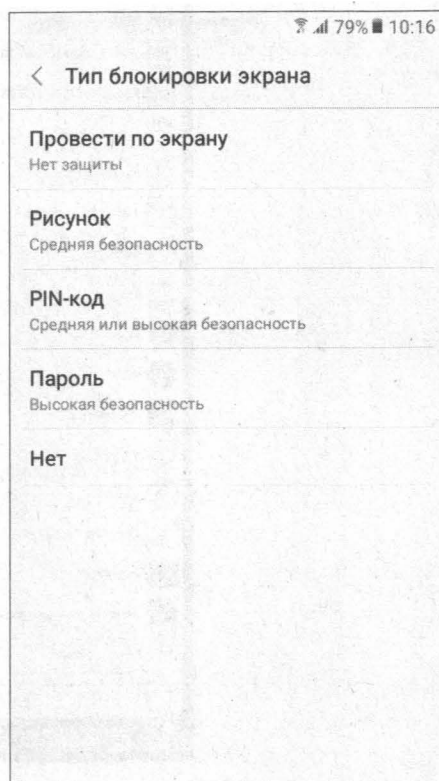 79% 10:16
Тип блокировки экрана
Провести по экрану
Нет защиты
Рисунок
Средняя безопасность
PIN-код
Средняя или высокая безопасность
Пароль
Высокая безопасность
Нет